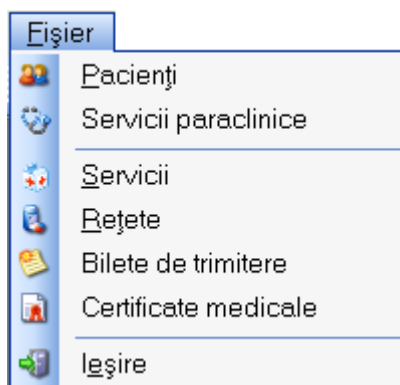 Fişier
Pacienţi
Servicii paraclinice
Servicii
Reţete
Bilete de trimitere
Certificate medicale
Ieşire